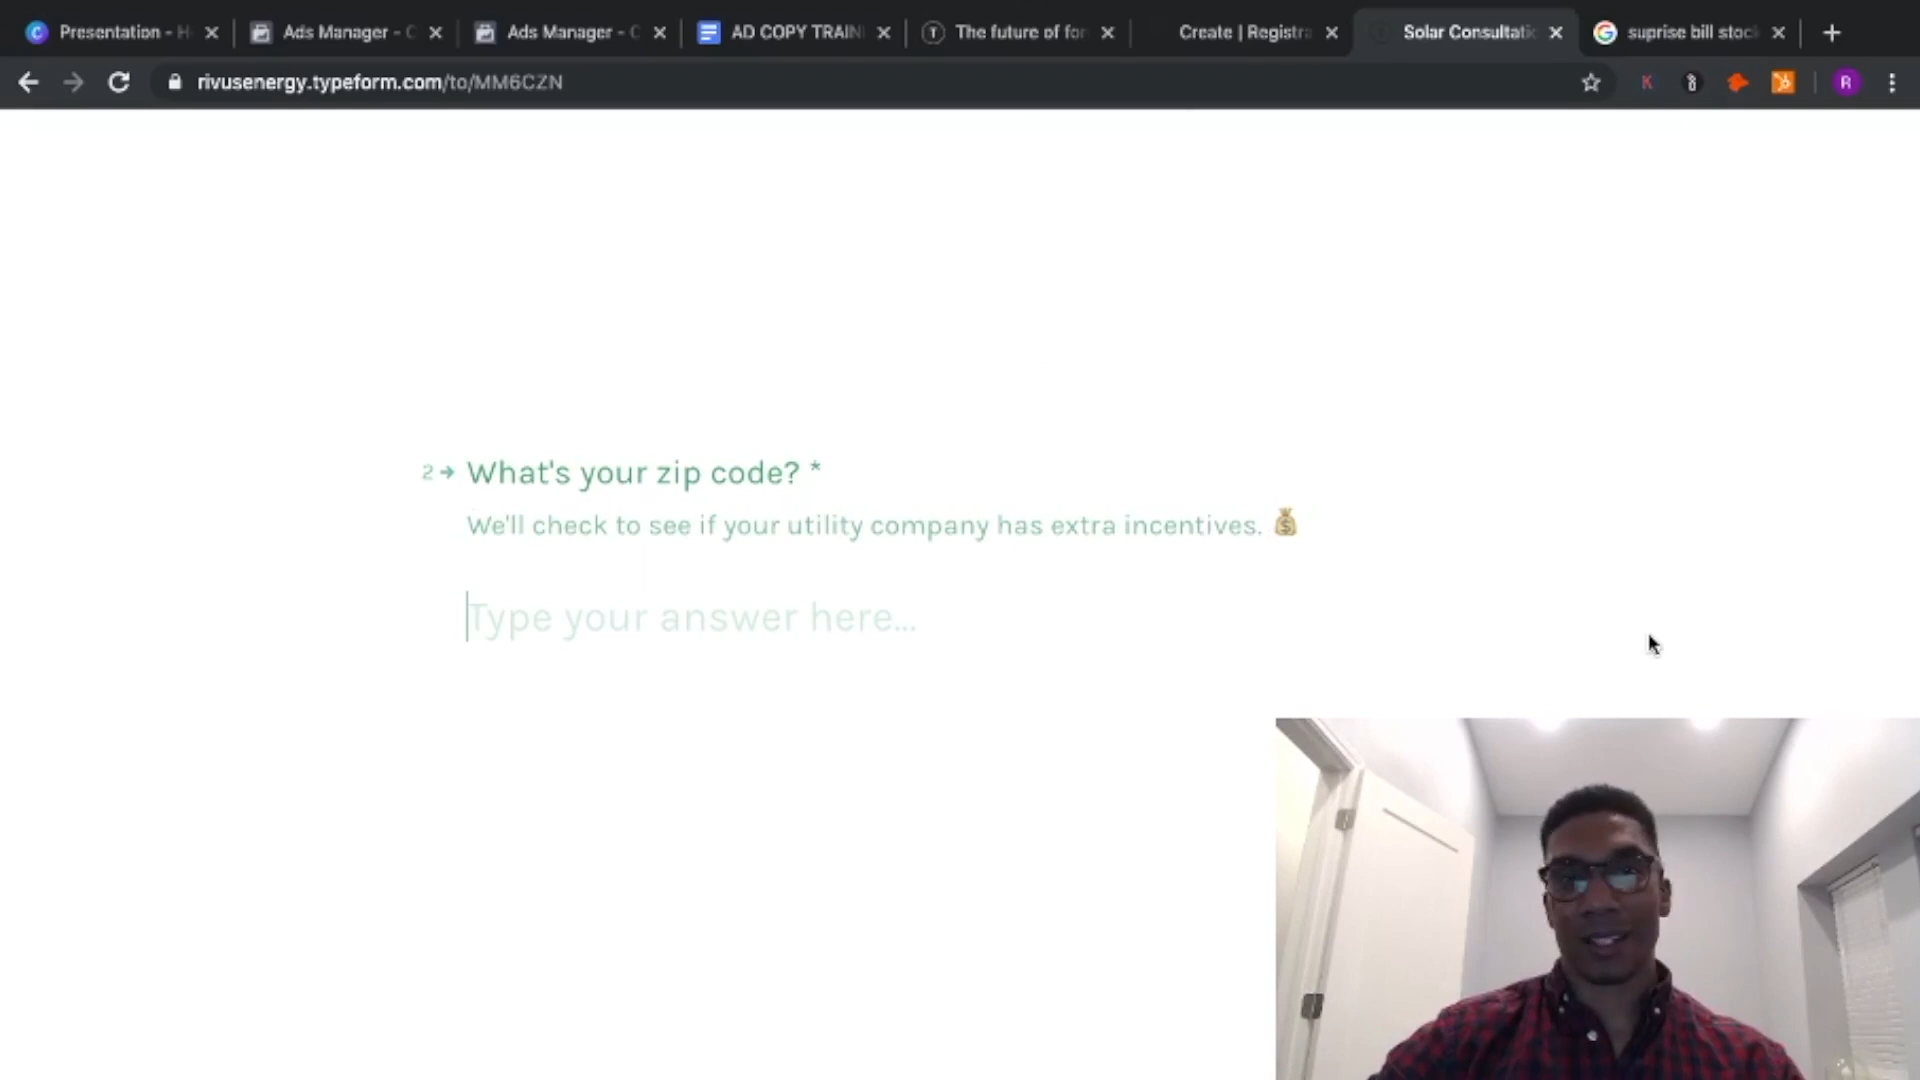 Presentation - H
Ads Manager - C
Ads Manager - C
AD COPY TRAIN
The future of for
Create | Registra
Solar Consultati
suprise bill stoc
rivusenergy.typeform.com/to/MM6CZN
2 → What's your zip code? *
We'll check to see if your utility company has extra incentives. 💰
Type your answer here...